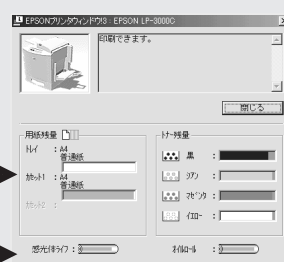 EPSONプリンタウィンドウ!3 : EPSON LP-3000C
印刷できます。
閉じる
用紙残量
トナー残量
トレイ : A4
普通紙
カセット1 : A4
普通紙
カセット2 :
黒 :
シアン :
マゼンタ :
イエロー :
感光体ライフ :
オイルロール :